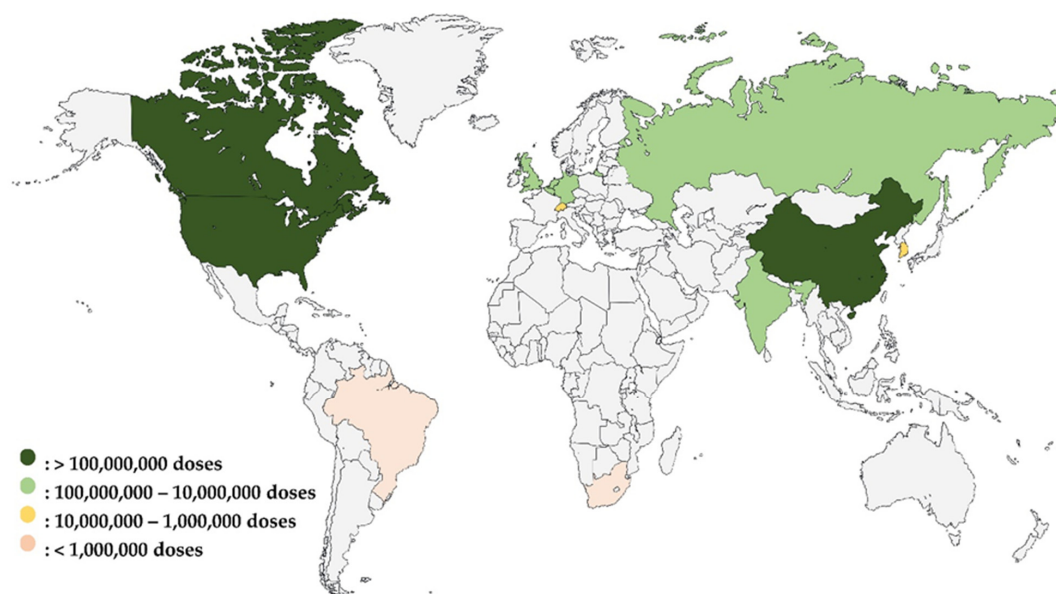 : > 100,000,000 doses
: 100,000,000 – 10,000,000 doses
: 10,000,000 – 1,000,000 doses
: < 1,000,000 doses